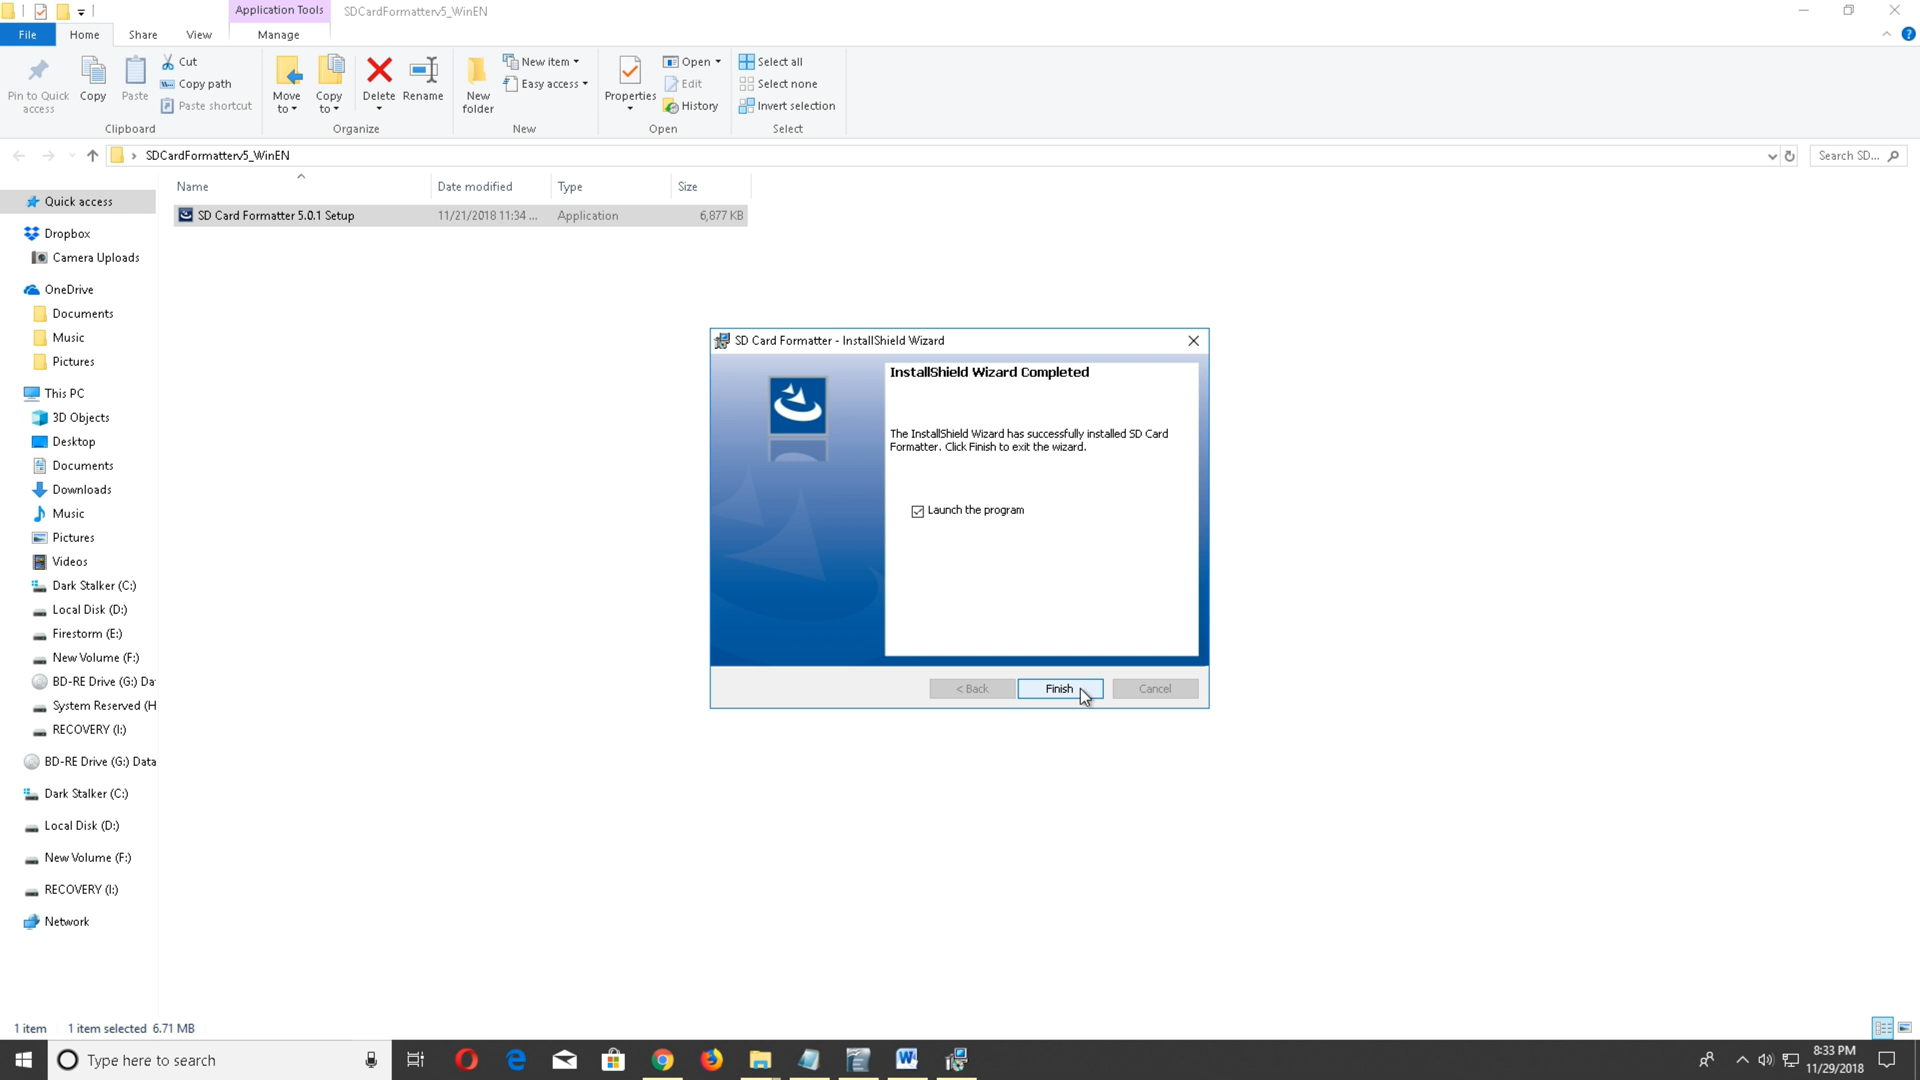 Application Tools
SDCardFormatterv5_WinEN
File
Home
Share
View
Manage
Pin to Quick access
Copy
Paste
Cut
Copy path
Paste shortcut
Clipboard
Move to
Copy to
Delete
Rename
Organize
New folder
New item
Easy access
New
Properties
Open
Edit
History
Open
Select all
Select none
Invert selection
Select
SDCardFormatterv5_WinEN
Search SD...
Name
Date modified
Type
Size
SD Card Formatter 5.0.1 Setup
11/21/2018 11:34 ...
Application
6,877 KB
Quick access
Dropbox
Camera Uploads
OneDrive
Documents
Music
Pictures
This PC
3D Objects
Desktop
Documents
Downloads
Music
Pictures
Videos
Dark Stalker (C:)
Local Disk (D:)
Firestorm (E:)
New Volume (F:)
BD-RE Drive (G:) Da
System Reserved (H
RECOVERY (I:)
BD-RE Drive (G:) Data
Dark Stalker (C:)
Local Disk (D:)
New Volume (F:)
RECOVERY (I:)
Network
SD Card Formatter - InstallShield Wizard
InstallShield Wizard Completed
The InstallShield Wizard has successfully installed SD Card
Formatter. Click Finish to exit the wizard.
Launch the program
< Back
Finish
Cancel
1 item
1 item selected 6.71 MB
Type here to search
8:33 PM
11/29/2018